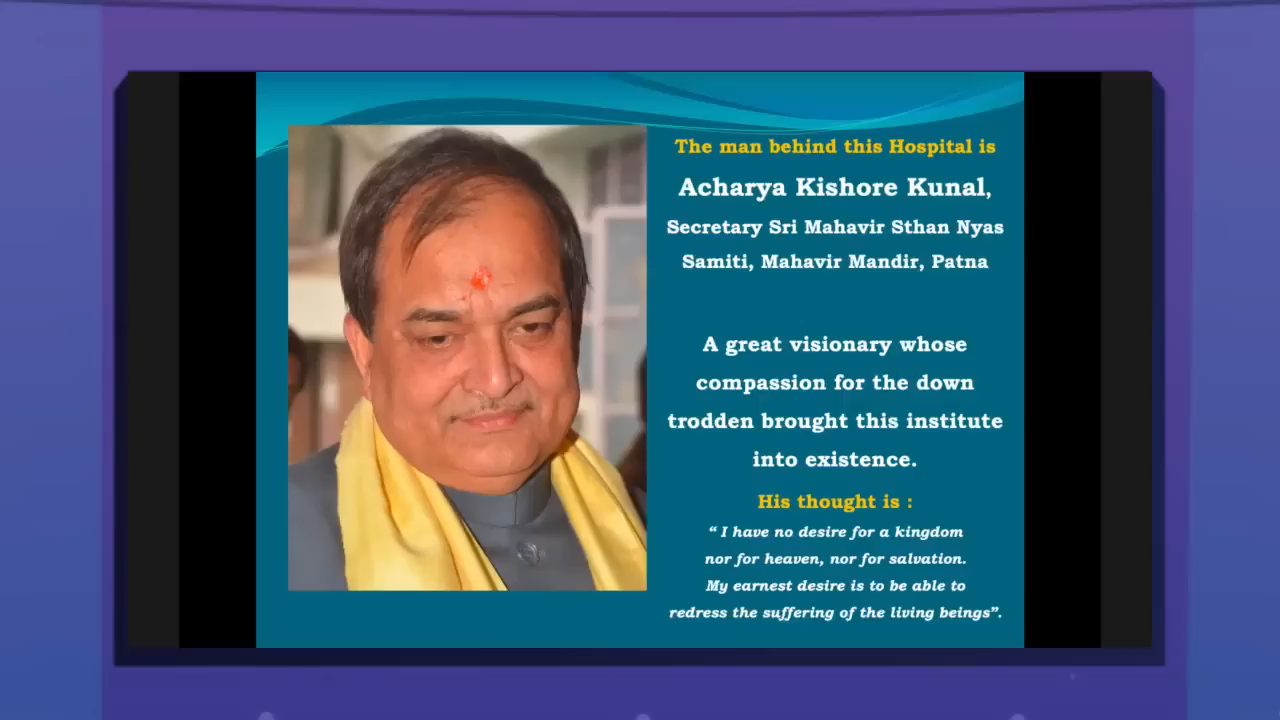 The man behind this Hospital is
Acharya Kishore Kunal,
Secretary Sri Mahavir Sthan Nyas
Samiti, Mahavir Mandir, Patna
A great visionary whose
compassion for the down
trodden brought this institute
into existence.
His thought is :
“ I have no desire for a kingdom
nor for heaven, nor for salvation.
My earnest desire is to be able to
redress the suffering of the living beings”.